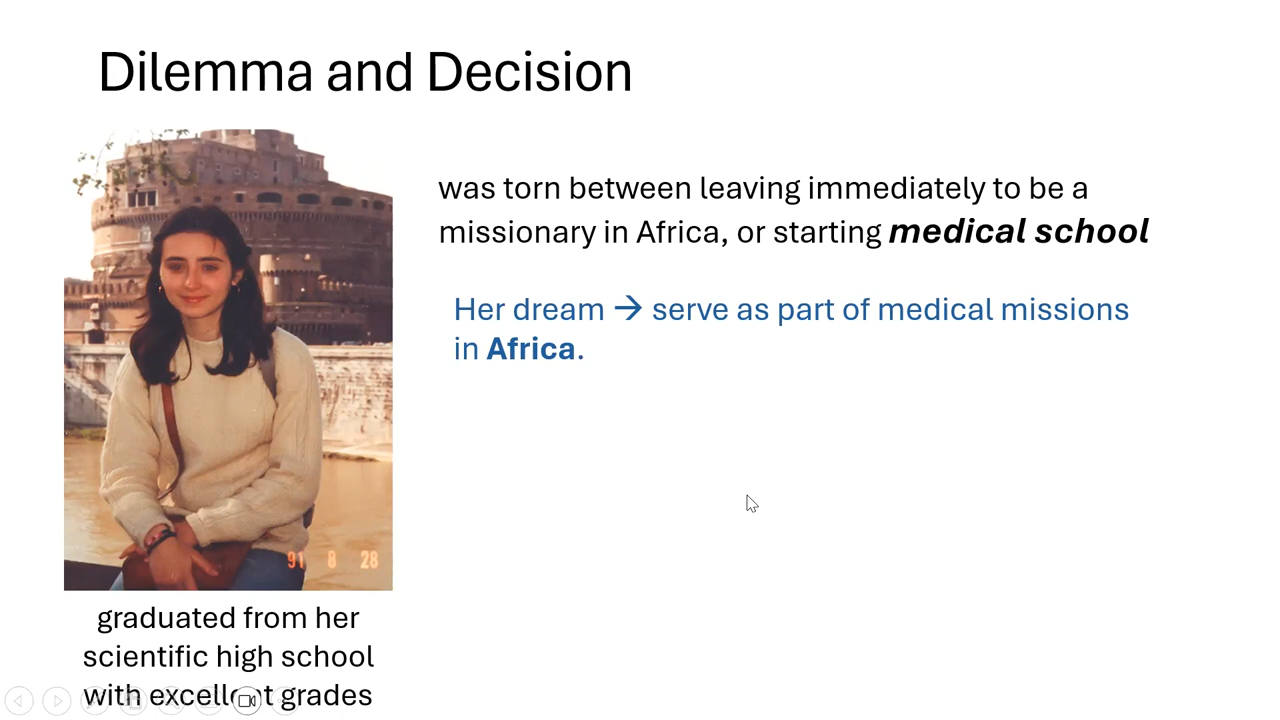 Dilemma and Decision
was torn between leaving immediately to be a
missionary in Africa, or starting medical school
Her dream → serve as part of medical missions
in Africa.
91 8 28
graduated from her
scientific high school
with excellent grades